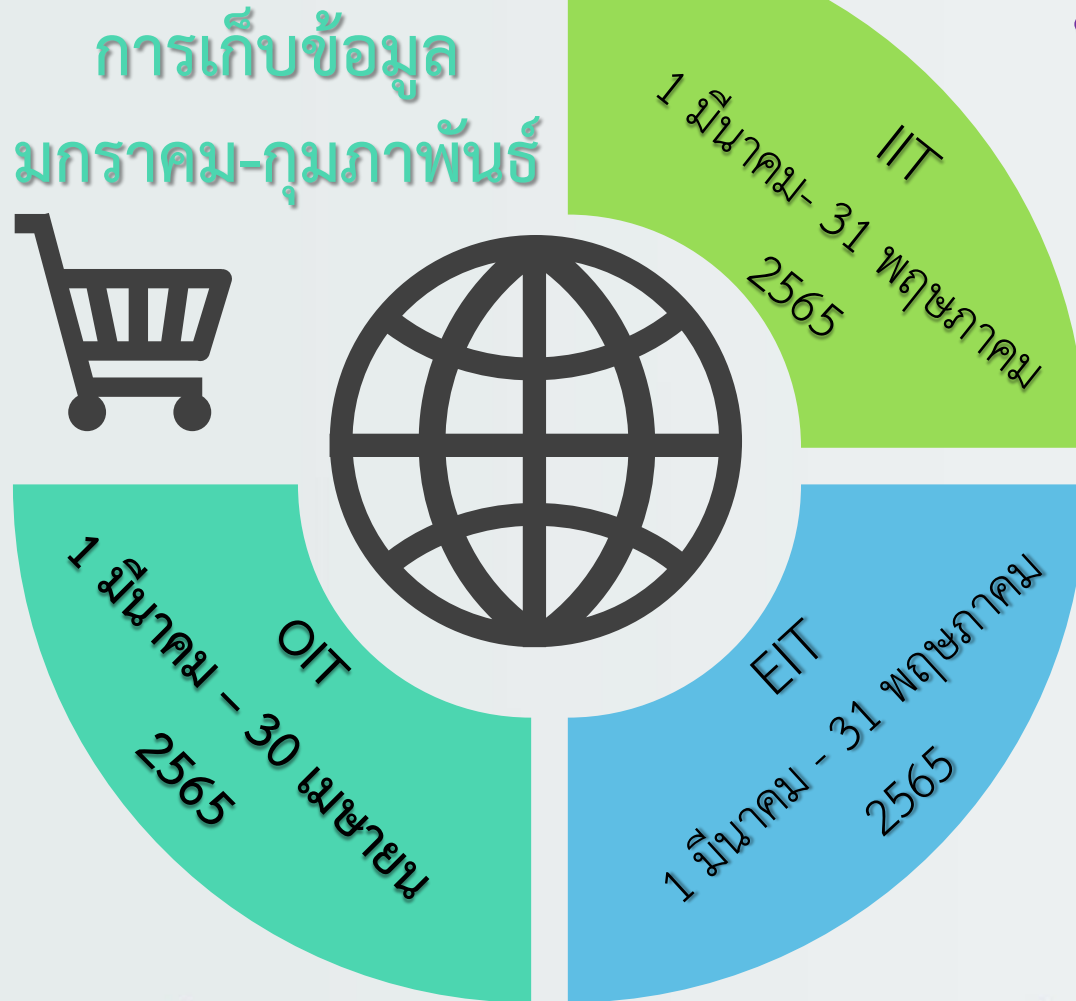 การเก็บข้อมูล
มกราคม-กุมภาพันธ์
IIT
1 มีนาคม- 31 พฤษภาคม
2565
OIT
1 มีนาคม – 30 เมษายน
2565
EIT
1 มีนาคม - 31 พฤษภาคม
2565